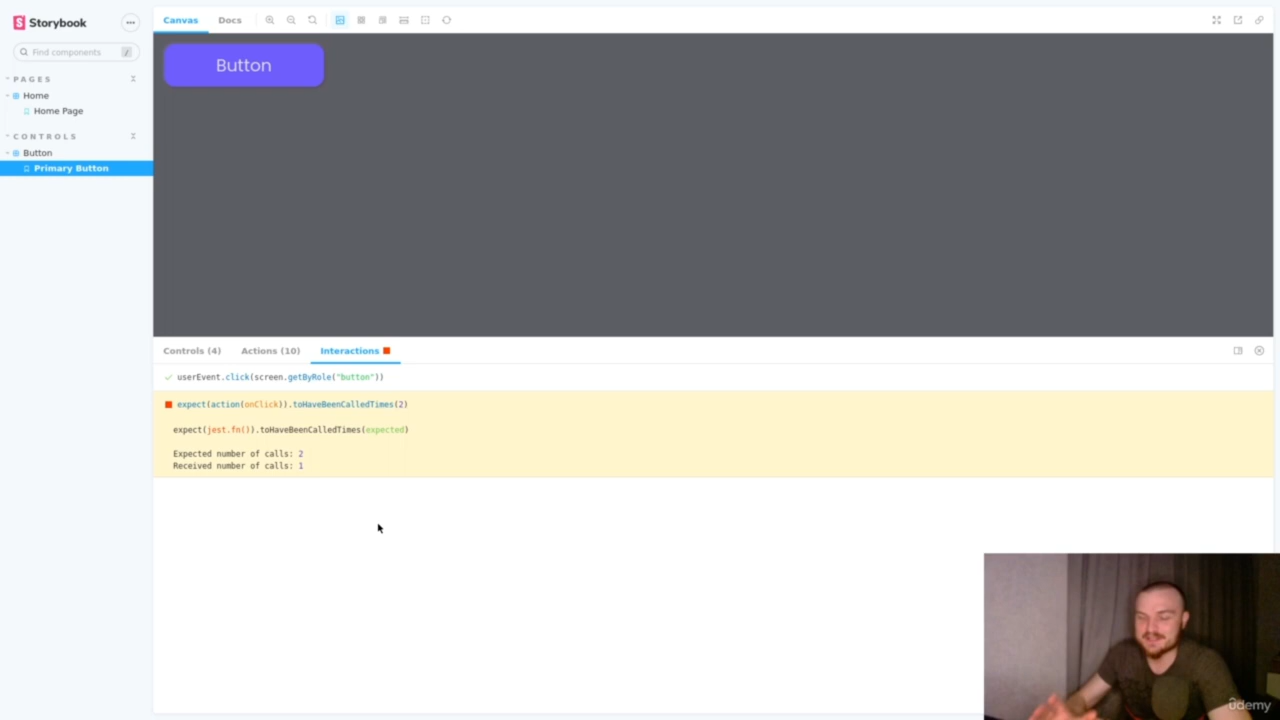 Storybook
Find components /
PAGES
Home
Home Page
CONTROLS
Button
Primary Button
Canvas Docs
Button
Controls (4) Actions (10) Interactions
userEvent.click(screen.getByRole("button"))
expect(action(onClick)).toHaveBeenCalledTimes(2)
expect(jest.fn()).toHaveBeenCalledTimes(expected)
Expected number of calls: 2
Received number of calls: 1
ûdemy